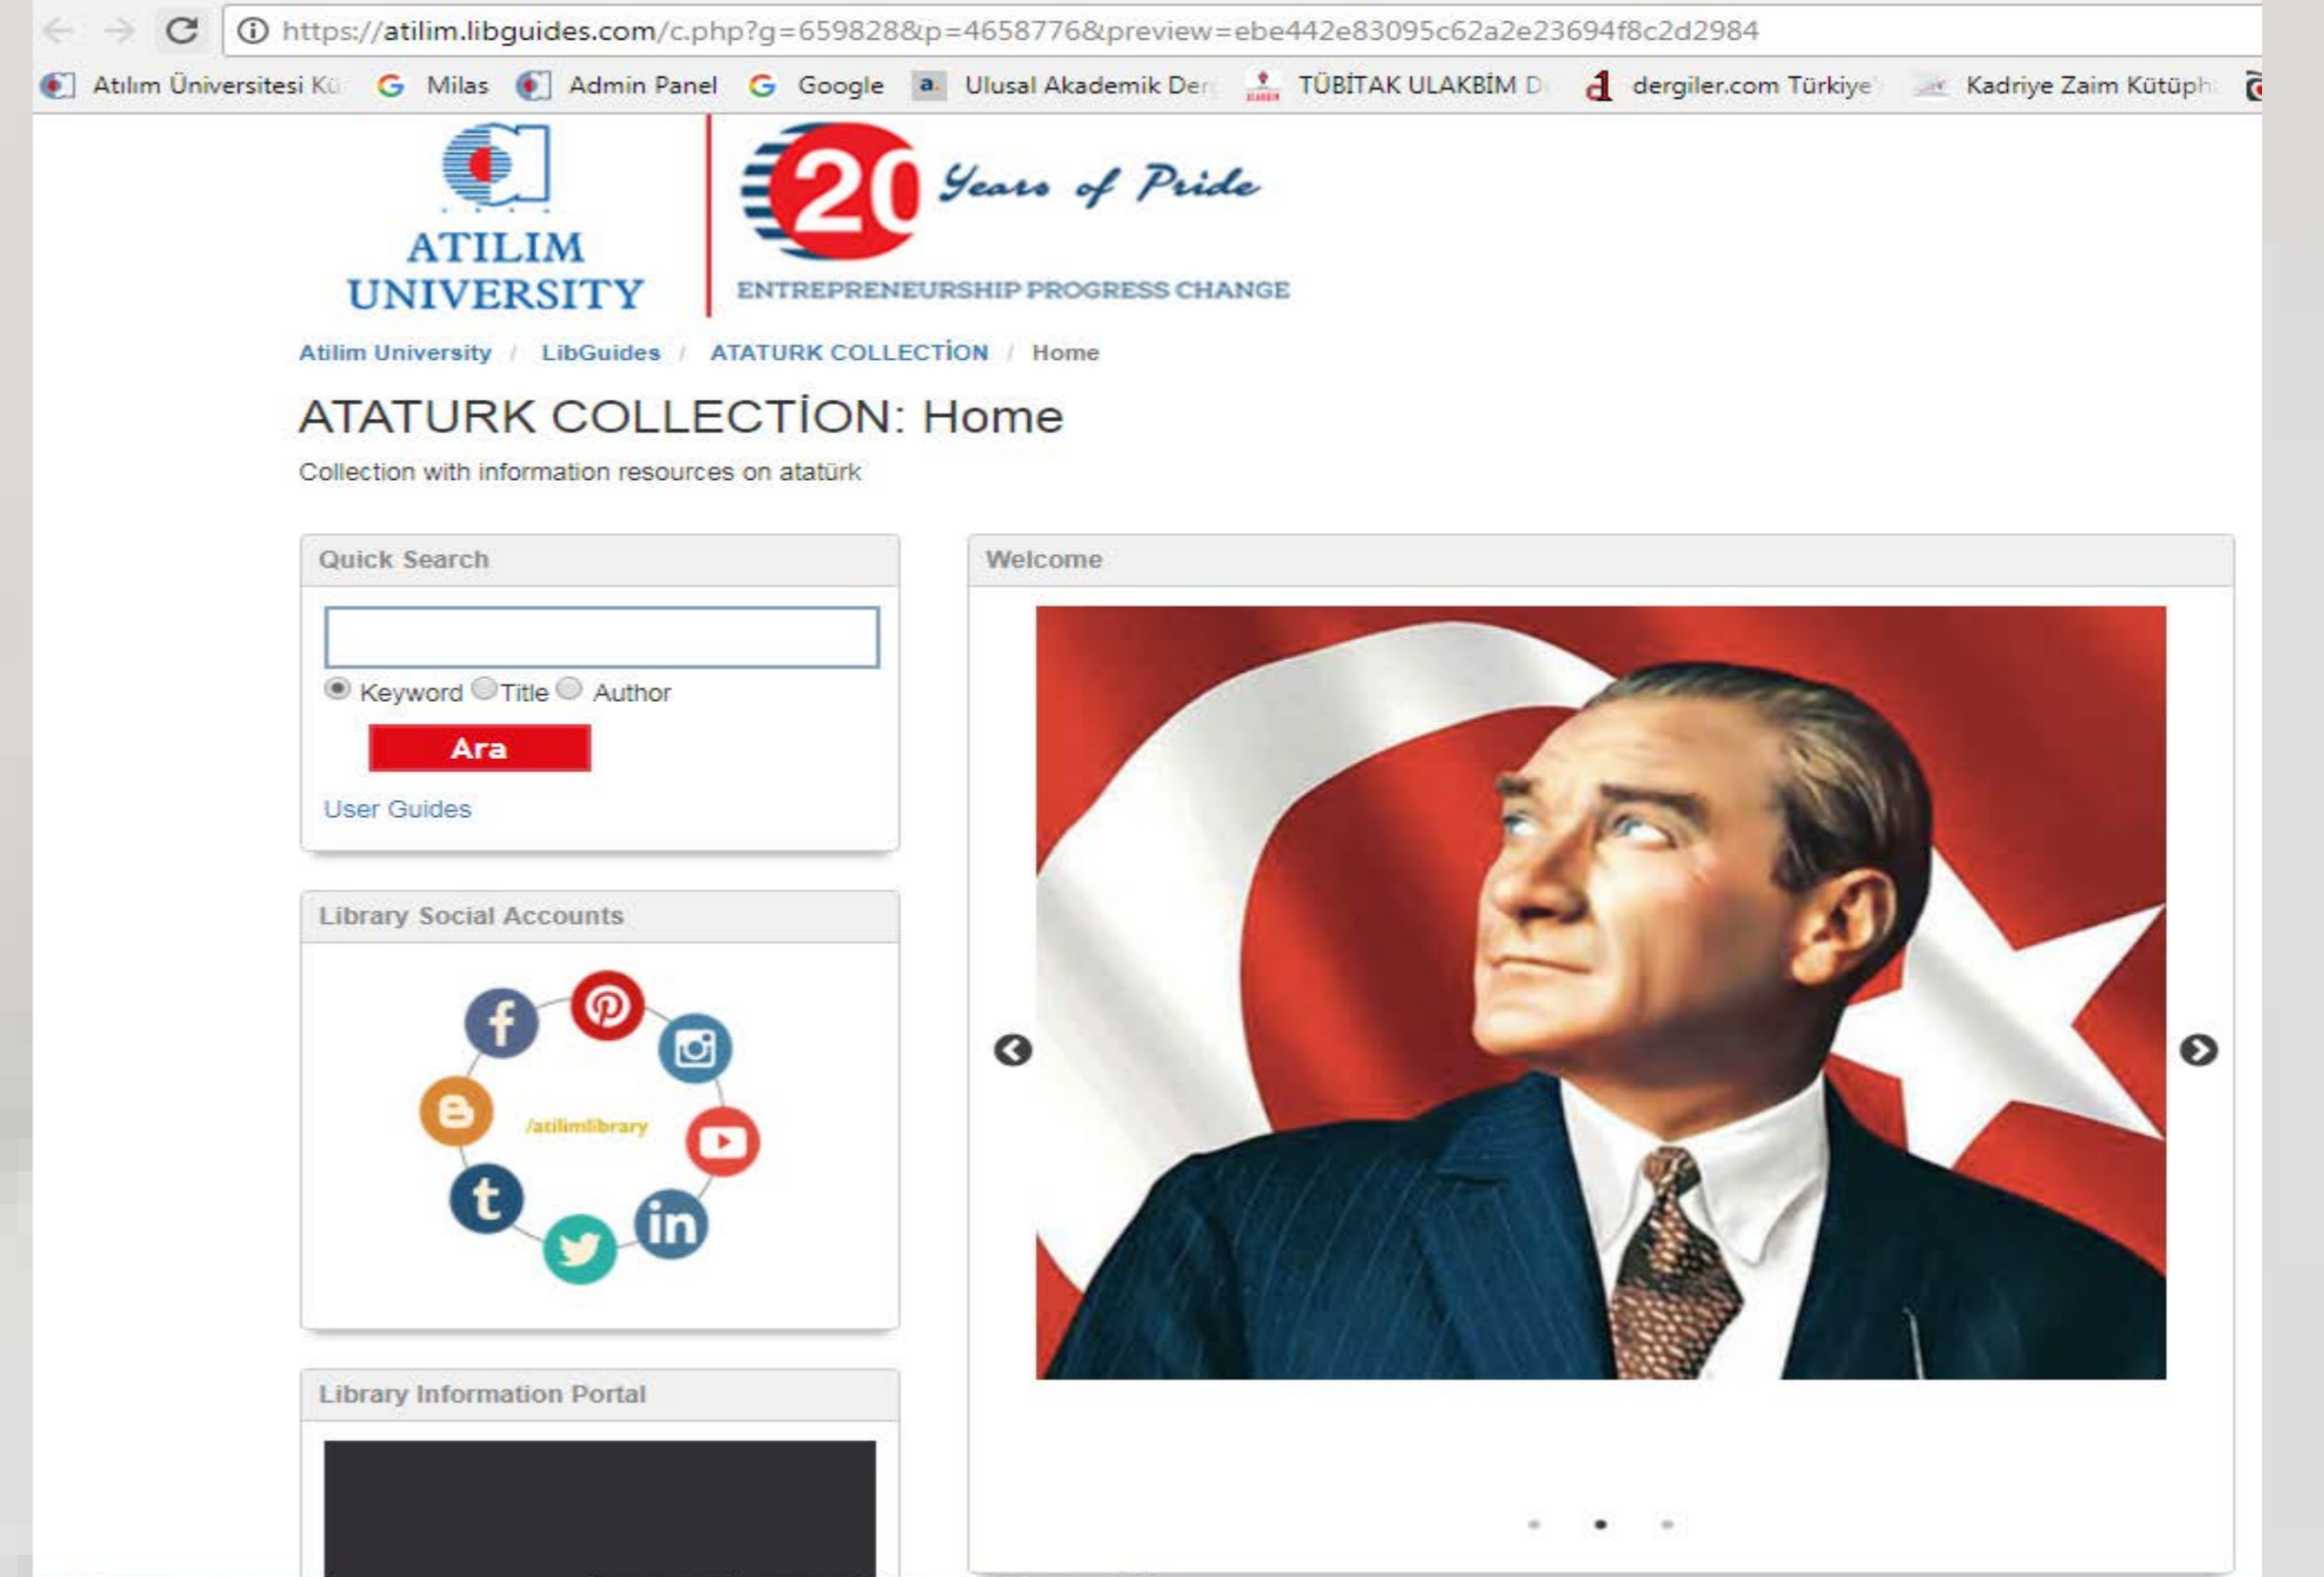 https://atilim.libguides.com/c.php?g=659828&p=4658776&preview=ebe442e83095c62a2e23694f8c2d2984
Atılım Üniversitesi Kü Milas Admin Panel Google Ulusal Akademik Der TÜBİTAK ULAKBİM D dergiler.com Türkiye' Kadriye Zaim Kütüph
ATILIM
UNIVERSITY
20 Years of Pride
ENTREPRENEURSHIP PROGRESS CHANGE
Atilim University / LibGuides / ATATURK COLLECTİON / Home
ATATURK COLLECTİON: Home
Collection with information resources on atatürk
Quick Search
Keyword Title Author
Ara
User Guides
Library Social Accounts
/atilimlibrary
Library Information Portal
Welcome